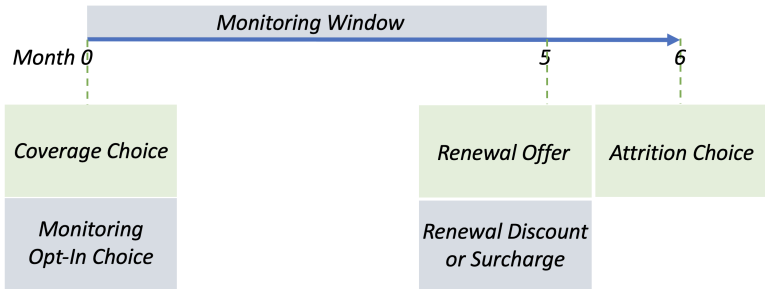 Monitoring Window
Month 0 5 6
Coverage Choice Renewal Offer Attrition Choice
Monitoring
Opt-In Choice
Renewal Discount
or Surcharge